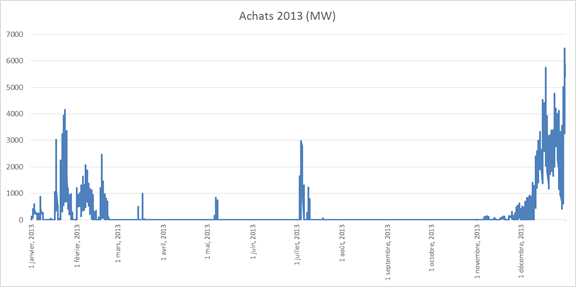 Achats 2013 (MW)
7000
6000
5000
4000
3000
2000
1000
0
1 janvier, 2013
1 février, 2013
1 mars, 2013
1 avril, 2013
1 mai, 2013
1 juin, 2013
1 juillet, 2013
1 août, 2013
1 septembre, 2013
1 octobre, 2013
1 novembre, 2013
1 décembre, 2013